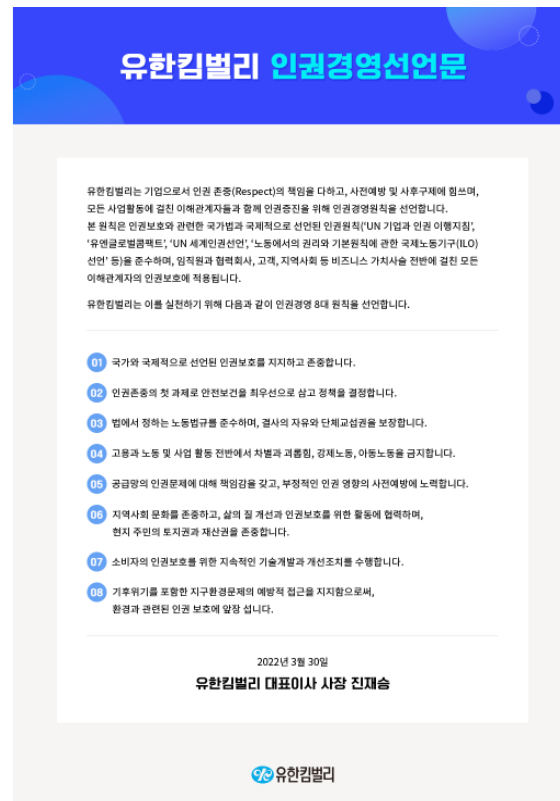 유한킴벌리 인권경영선언문
유한킴벌리는 기업으로서 인권 존중(Respect)의 책임을 다하고, 사전예방 및 사후구제에 힘쓰며,
모든 사업활동에 걸친 이해관계자들과 함께 인권증진을 위해 인권경영원칙을 선언합니다.
본 원칙은 인권보호와 관련한 국가법과 국제적으로 선언된 인권원칙('UN 기업과 인권 이행지침',
'유엔글로벌콤팩트', 'UN 세계인권선언', '노동에서의 권리와 기본원칙에 관한 국제노동기구(ILO)
선언' 등)을 준수하며, 임직원과 협력회사, 고객, 지역사회 등 비즈니스 가치사슬 전반에 걸친 모든
이해관계자의 인권보호에 적용됩니다.
유한킴벌리는 이를 실천하기 위해 다음과 같이 인권경영 8대 원칙을 선언합니다.
01 국가와 국제적으로 선언된 인권보호를 지지하고 존중합니다.
02 인권존중의 첫 과제로 안전보건을 최우선으로 삼고 정책을 결정합니다.
03 법에서 정하는 노동법규를 준수하며, 결사의 자유와 단체교섭권을 보장합니다.
04 고용과 노동 및 사업 활동 전반에서 차별과 괴롭힘, 강제노동, 아동노동을 금지합니다.
05 공급망의 인권문제에 대해 책임감을 갖고, 부정적인 인권 영향의 사전예방에 노력합니다.
06 지역사회 문화를 존중하고, 삶의 질 개선과 인권보호를 위한 활동에 협력하며,
현지 주민의 토지권과 재산권을 존중합니다.
07 소비자의 인권보호를 위한 지속적인 기술개발과 개선조치를 수행합니다.
08 기후위기를 포함한 지구환경문제의 예방적 접근을 지지함으로써,
환경과 관련된 인권 보호에 앞장 섭니다.
2022년 3월 30일
유한킴벌리 대표이사 사장 진재승
유한킴벌리